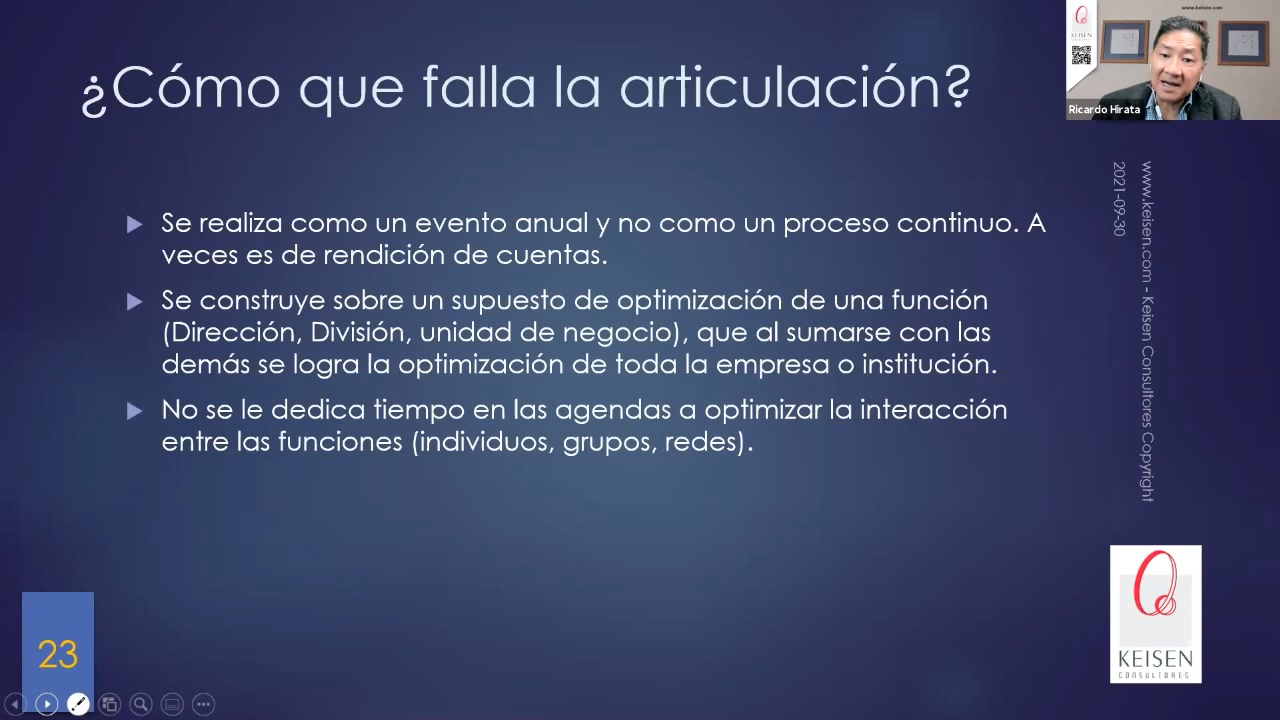 ¿Cómo que falla la articulación?
www.keisen.com
KEISEN
Ricardo Hirata
Se realiza como un evento anual y no como un proceso continuo. A
veces es de rendición de cuentas.
Se construye sobre un supuesto de optimización de una función
(Dirección, División, unidad de negocio), que al sumarse con las
demás se logra la optimización de toda la empresa o institución.
No se le dedica tiempo en las agendas a optimizar la interacción
entre las funciones (individuos, grupos, redes).
www.keisen.com - Keisen Consultores Copyright
2021-09-30
KEISEN
CONSULTORES
23